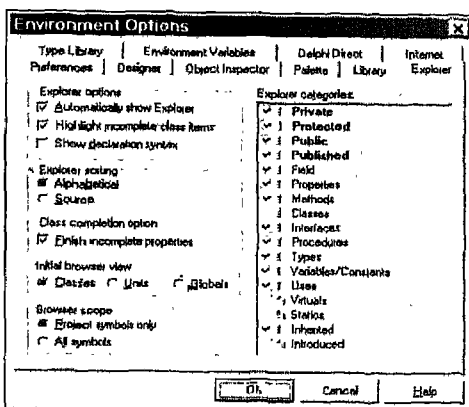 Environment Options
Type Library
Environment Variables
Delphi Direct
Internet
Preferences
Designer
Object Inspector
Palette
Library
Explorer
Explorer options
Automatically show Explorer
Highlight incomplete class items
Show declaration syntax
Explorer sorting
Alphabetical
Source
Class completion option
Finish incomplete properties
Initial browser view
Classes
Units
Globals
Browser scope
Project symbols only
All symbols
Explorer categories:
Private
Protected
Public
Published
Field
Properties
Methods
Classes
Interfaces
Procedures
Types
Variables/Constants
Uses
Virtuals
Statics
Inherited
Introduced
Ok
Cancel
Help